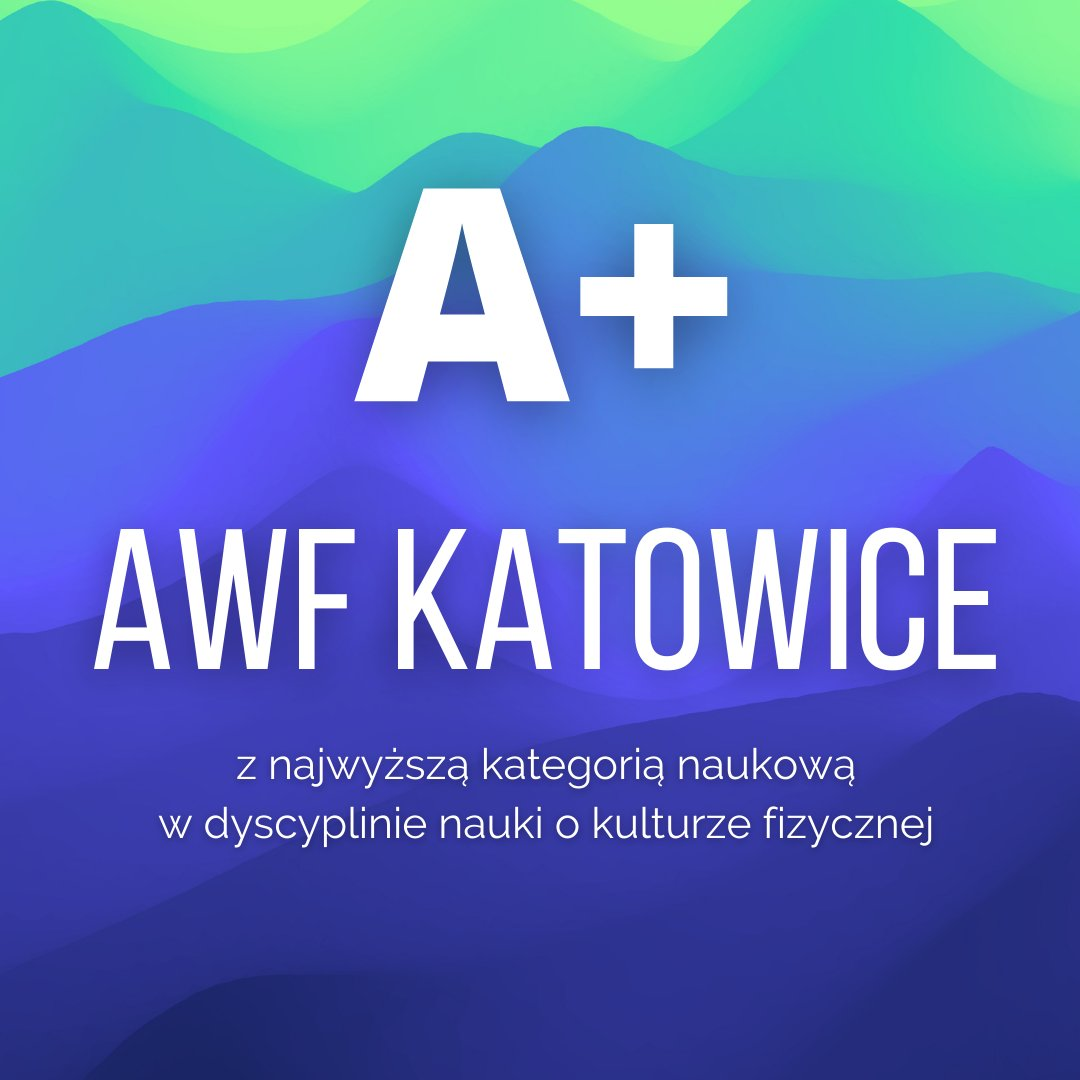 A+
AWF KATOWICE
z najwyższą kategorią naukową
w dyscyplinie nauki o kulturze fizycznej